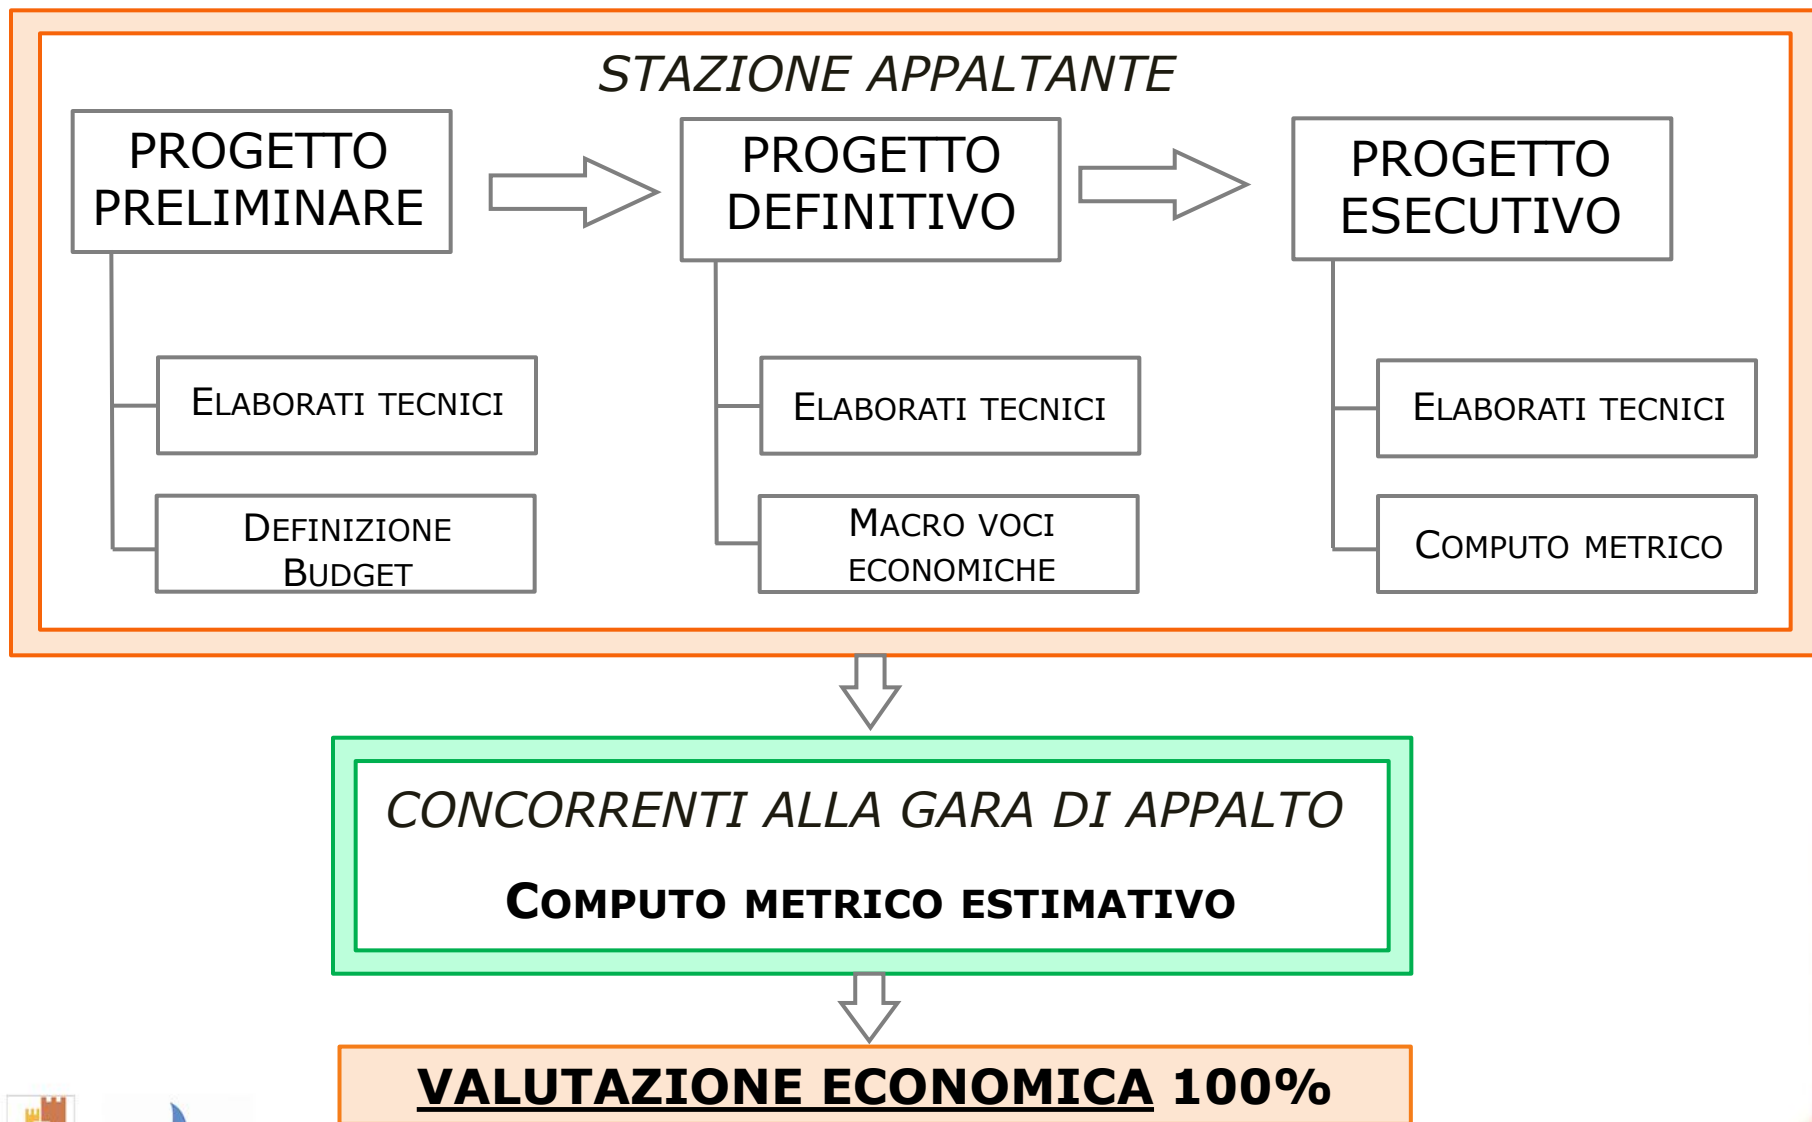 STAZIONE APPALTANTE
PROGETTO
PRELIMINARE
PROGETTO
DEFINITIVO
PROGETTO
ESECUTIVO
ELABORATI TECNICI
ELABORATI TECNICI
ELABORATI TECNICI
DEFINIZIONE
BUDGET
MACRO VOCI
ECONOMICHE
COMPUTO METRICO
CONCORRENTI ALLA GARA DI APPALTO
COMPUTO METRICO ESTIMATIVO
VALUTAZIONE ECONOMICA 100%